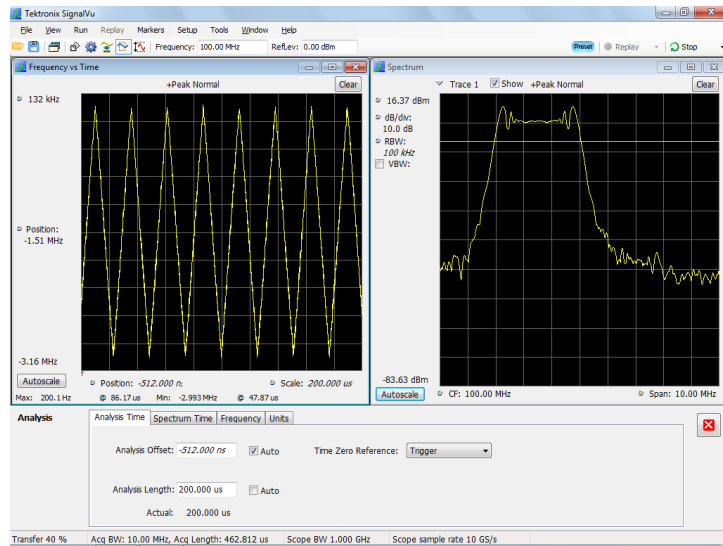 Tektronix SignalVu
File View Run Replay Markers Setup Tools Window Help
Frequency: 100.00 MHz RefLev: 0.00 dBm Preset Replay Stop
Frequency vs Time
+Peak Normal Clear
132 kHz
Position:
-1.51 MHz
-3.16 MHz
Autoscale Position: -512.000 n: Scale: 200.000 us
Max: 200.1 Hz @ 86.17 us Min: -2.993 MHz @ 47.87 us
Spectrum
Trace 1 Show +Peak Normal Clear
16.37 dBm
dB/div:
10.0 dB
RBW:
100 kHz
VBW:
-83.63 dBm
Autoscale CF: 100.00 MHz Span: 10.00 MHz
Analysis
Analysis Time Spectrum Time Frequency Units
Analysis Offset: -512.000 ns Auto Time Zero Reference: Trigger
Analysis Length: 200.000 us Auto
Actual: 200.000 us
Transfer 40 % Acq BW: 10.00 MHz, Acq Length: 462.812 us Scope BW 1.000 GHz Scope sample rate 10 GS/s